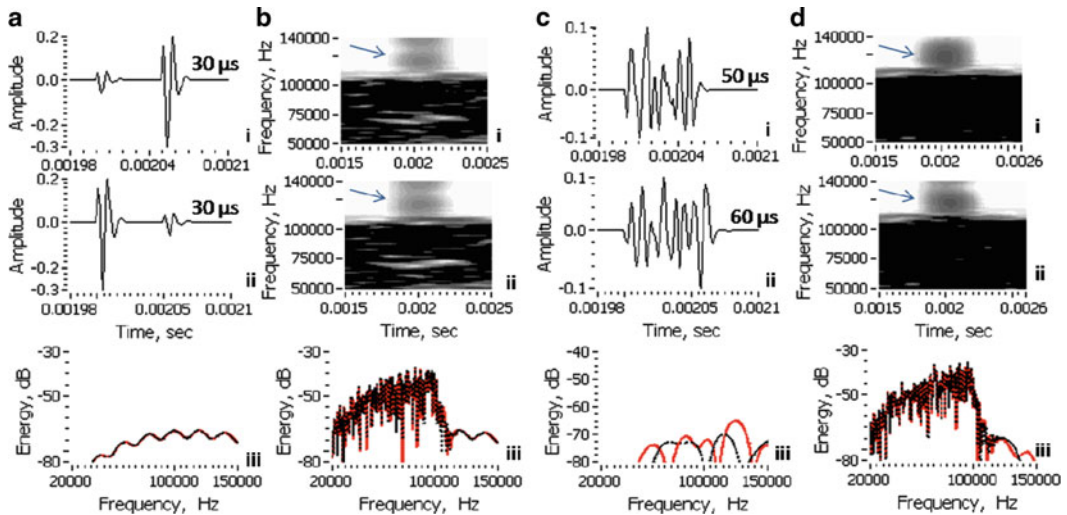 a
0.2
0.0
-0.2
-0.3
Amplitude
30 µs
i
0.00198
0.00204
0.0021
0.2
0.0
-0.2
-0.3
Amplitude
30 µs
ii
0.00198
0.00204
0.0021
Time, sec
-30
-50
-80
Energy, dB
iii
20000
100000
150000
Frequency, Hz
b
140000
100000
75000
50000
Frequency, Hz
i
0.0015
0.002
0.0025
140000
100000
75000
50000
Frequency, Hz
ii
0.0015
0.002
0.0025
Time, sec
-30
-50
-80
Energy, dB
iii
20000
100000
150000
Frequency, Hz
c
0.1
0.0
-0.1
Amplitude
50 µs
i
0.00198
0.00204
0.0021
0.1
0.0
-0.1
Amplitude
60 µs
ii
0.00198
0.00205
0.0021
Time, sec
-40
-50
-60
-70
-80
Energy, dB
iii
20000
100000
150000
Frequency, Hz
d
140000
100000
75000
50000
Frequency, Hz
i
0.0015
0.002
0.0026
140000
100000
75000
50000
Frequency, Hz
ii
0.0015
0.002
0.0026
Time, sec
-30
-50
-80
Energy, dB
iii
20000
100000
150000
Frequency, Hz